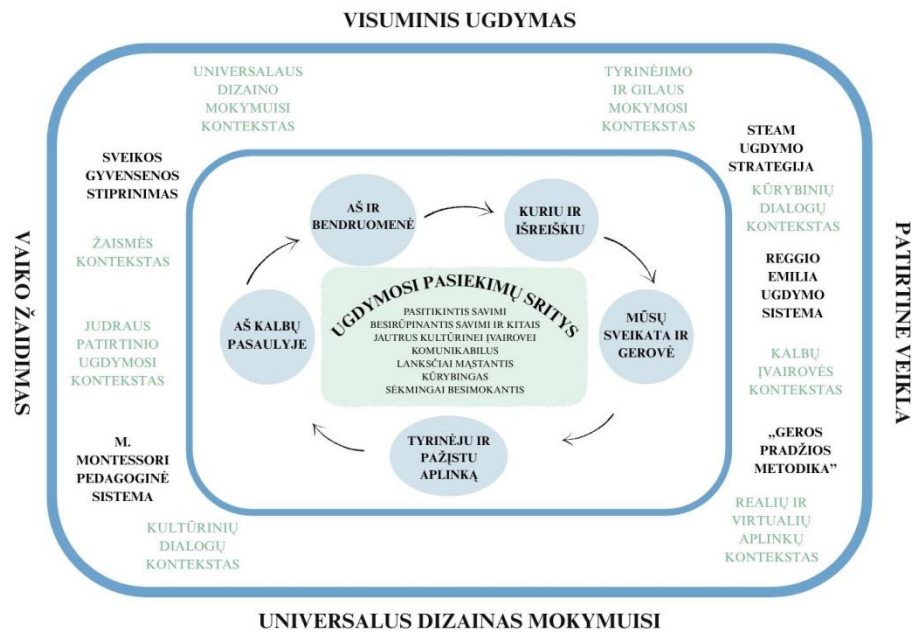 VISUMINIS UGDYMAS
UNIVERSALAUS
DIZAINO
MOKYMUISI
KONTEKSTAS
TYRINĖJIMO
IR GILAUS
MOKYMOSI
KONTEKSTAS
SVEIKOS
GYVENSENOS
STIPRINIMAS
STEAM
UGDYMO
STRATEGIJA
ŽAISMĖS
KONTEKSTAS
KŪRYBINIŲ
DIALOGŲ
KONTEKSTAS
JUDRAUS
PATIRTINIO
UGDYMOSI
KONTEKSTAS
REGGIO
EMILIA
UGDYMO
SISTEMA
KALBŲ
ĮVAIROVĖS
KONTEKSTAS
M.
MONTESSORI
PEDAGOGINĖ
SISTEMA
„GEROS
PRADŽIOS
METODIKA”
KULTŪRINIŲ
DIALOGŲ
KONTEKSTAS
REALIŲ IR
VIRTUALIŲ
APLINKŲ
KONTEKSTAS
VAIKO ŽAIDIMAS
PATIRTINE VEIKLA
AŠ IR
BENDRUOMENĖ
KURIU IR
IŠREIŠKIU
MŪSŲ
SVEIKATA IR
GEROVĖ
TYRINĖJU IR
PAŽĮSTU
APLINKĄ
AŠ KALBŲ
PASAULYJE
UGDYMOSI PASIEKIMŲ SRITYS
PASITIKINTIS SAVIMI
BESIRŪPINANTIS SAVIMI IR KITAIS
JAUTRUS KULTŪRINEI ĮVAIROVEI
KOMUNIKABILUS
LANKSČIAI MĄSTANTIS
KŪRYBINGAS
SĖKMINGAI BESIMOKANTIS
UNIVERSALUS DIZAINAS MOKYMUISI